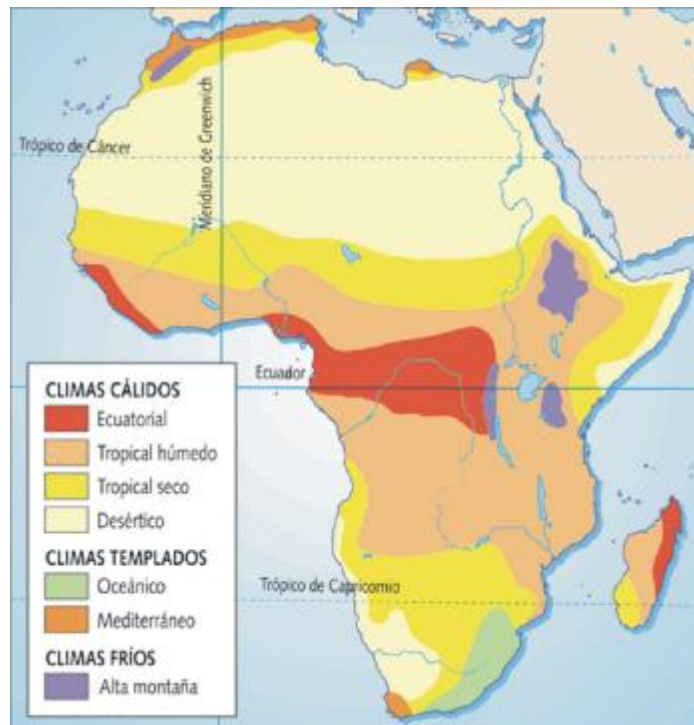 Trópico de Cáncer
Meridiano de Greenwich
Ecuador
Trópico de Capricornio
CLIMAS CÁLIDOS
Ecuatorial
Tropical húmedo
Tropical seco
Desértico
CLIMAS TEMPLADOS
Oceánico
Mediterráneo
CLIMAS FRÍOS
Alta montaña